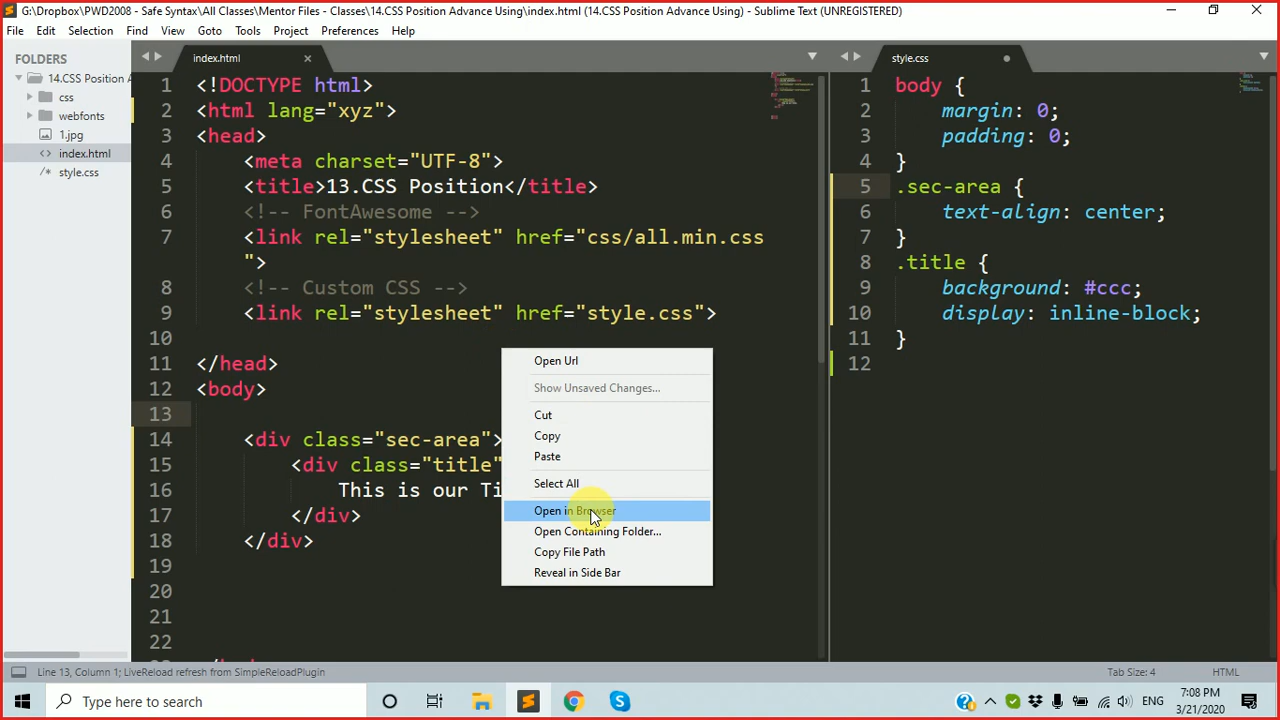 G:\Dropbox\PWD2008 - Safe Syntax\All Classes\Mentor Files - Classes\14.CSS Position Advance Using\index.html (14.CSS Position Advance Using) - Sublime Text (UNREGISTERED)
File Edit Selection Find View Goto Tools Project Preferences Help
FOLDERS
14.CSS Position A
css
webfonts
1.jpg
<> index.html
/* style.css
index.html
1 <!DOCTYPE html>
2 <html lang="xyz">
3 <head>
4 <meta charset="UTF-8">
5 <title>13.CSS Position</title>
6 <!-- FontAwesome -->
7 <link rel="stylesheet" href="css/all.min.css
">
8 <!-- Custom CSS -->
9 <link rel="stylesheet" href="style.css">
10
11 </head>
12 <body>
13
14 <div class="sec-area">
15 <div class="title"
16 This is our Ti
17 </div>
18 </div>
19
20
21
22
Open Url
Show Unsaved Changes...
Cut
Copy
Paste
Select All
Open in Browser
Open Containing Folder...
Copy File Path
Reveal in Side Bar
style.css
1 body {
2 margin: 0;
3 padding: 0;
4 }
5 .sec-area {
6 text-align: center;
7 }
8 .title {
9 background: #ccc;
10 display: inline-block;
11 }
12
Line 13, Column 1; LiveReload refresh from SimpleReloadPlugin
Tab Size: 4
HTML
Type here to search
ENG
7:08 PM
3/21/2020